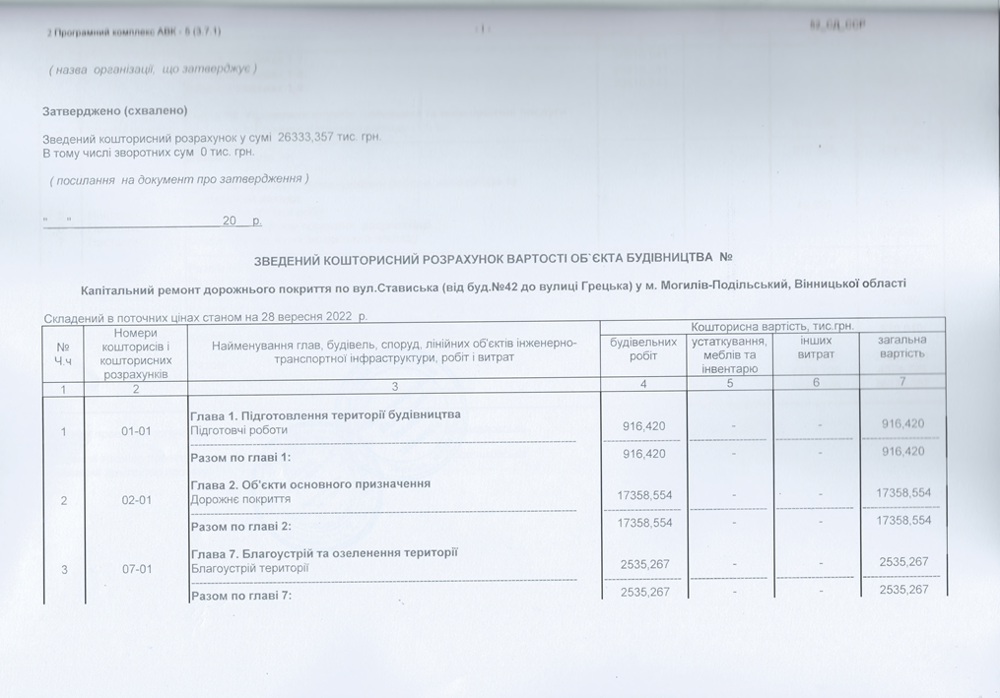 2 Програмний комплекс АВК - 5 (3.7.1)
- 1 -
( назва організації, що затверджує )
Затверджено (схвалено)
Зведений кошторисний розрахунок у сумі 26333,357 тис. грн.
В тому числі зворотних сум 0 тис. грн.
( посилання на документ про затвердження )
" " 20 р.
ЗВЕДЕНИЙ КОШТОРИСНИЙ РОЗРАХУНОК ВАРТОСТІ ОБ`ЄКТА БУДІВНИЦТВА №
Капітальний ремонт дорожнього покриття по вул.Стависька (від буд.№42 до вулиці Грецька) у м. Могилів-Подільський, Вінницької області
Складений в поточних цінах станом на 28 вересня 2022 р.
№ Ч.ч
Номери кошторисів і кошторисних розрахунків
Найменування глав, будівель, споруд, лінійних об'єктів інженерно-
транспортної інфраструктури, робіт і витрат
Кошторисна вартість, тис.грн.
будівельних робіт
устаткування, меблів та інвентарю
інших витрат
загальна вартість
1 2 3 4 5 6 7
Глава 1. Підготовлення території будівництва
1 01-01 Підготовчі роботи 916,420 - - 916,420
Разом по главі 1: 916,420 - - 916,420
Глава 2. Об'єкти основного призначення
2 02-01 Дорожнє покриття 17358,554 - - 17358,554
Разом по главі 2: 17358,554 - - 17358,554
Глава 7. Благоустрій та озеленення території
3 07-01 Благоустрій території 2535,267 - - 2535,267
Разом по главі 7: 2535,267 - - 2535,267